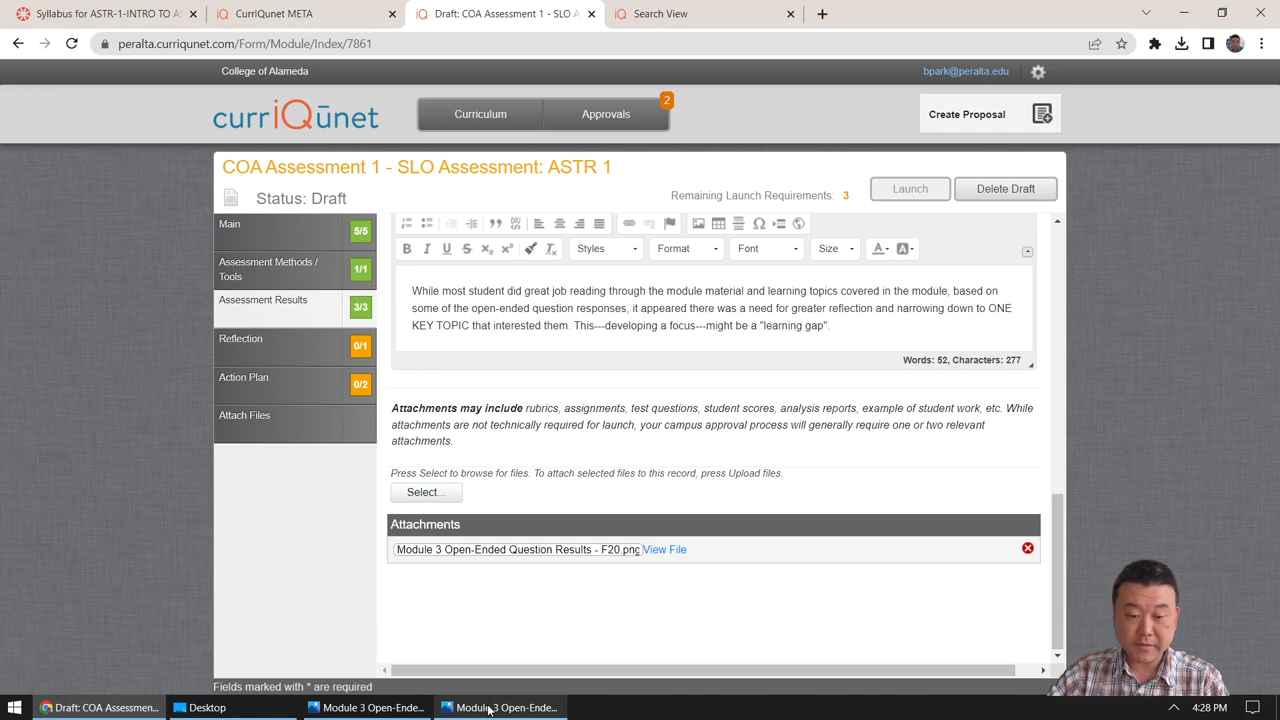 Syllabus for ASTR-1-INTRO TO AS
CurrIQunet META
Draft: COA Assessment 1 - SLO A
Search View
peralta.curriqunet.com/Form/Module/Index/7861
College of Alameda
bpark@peralta.edu
currIQūnet
Curriculum
Approvals
2
Create Proposal
COA Assessment 1 - SLO Assessment: ASTR 1
Status: Draft
Remaining Launch Requirements: 3
Launch
Delete Draft
Main
5/5
Assessment Methods /
Tools
1/1
Assessment Results
3/3
Reflection
0/1
Action Plan
0/2
Attach Files
Styles
Format
Font
Size
While most student did great job reading through the module material and learning topics covered in the module, based on
some of the open-ended question responses, it appeared there was a need for greater reflection and narrowing down to ONE
KEY TOPIC that interested them. This---developing a focus---might be a "learning gap".
Words: 52, Characters: 277
Attachments may include rubrics, assignments, test questions, student scores, analysis reports, example of student work, etc. While
attachments are not technically required for launch, your campus approval process will generally require one or two relevant
attachments.
Press Select to browse for files. To attach selected files to this record, press Upload files.
Select...
Attachments
Module 3 Open-Ended Question Results - F20.png
View File
Fields marked with * are required
Draft: COA Assessmen...
Desktop
Module 3 Open-Ende...
Module 3 Open-Ende...
4:28 PM